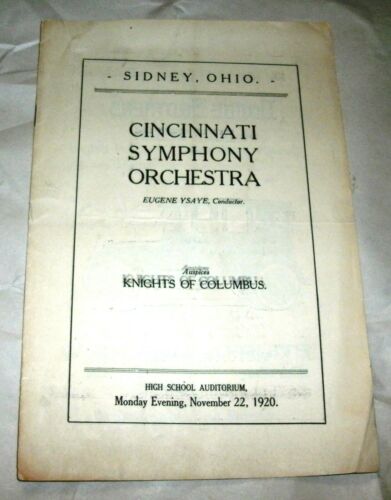 - SIDNEY, OHIO. -
CINCINNATI
SYMPHONY
ORCHESTRA
EUGENE YSAYE, Conductor.
Auspices
KNIGHTS OF COLUMBUS.
HIGH SCHOOL AUDITORIUM,
Monday Evening, November 22, 1920.